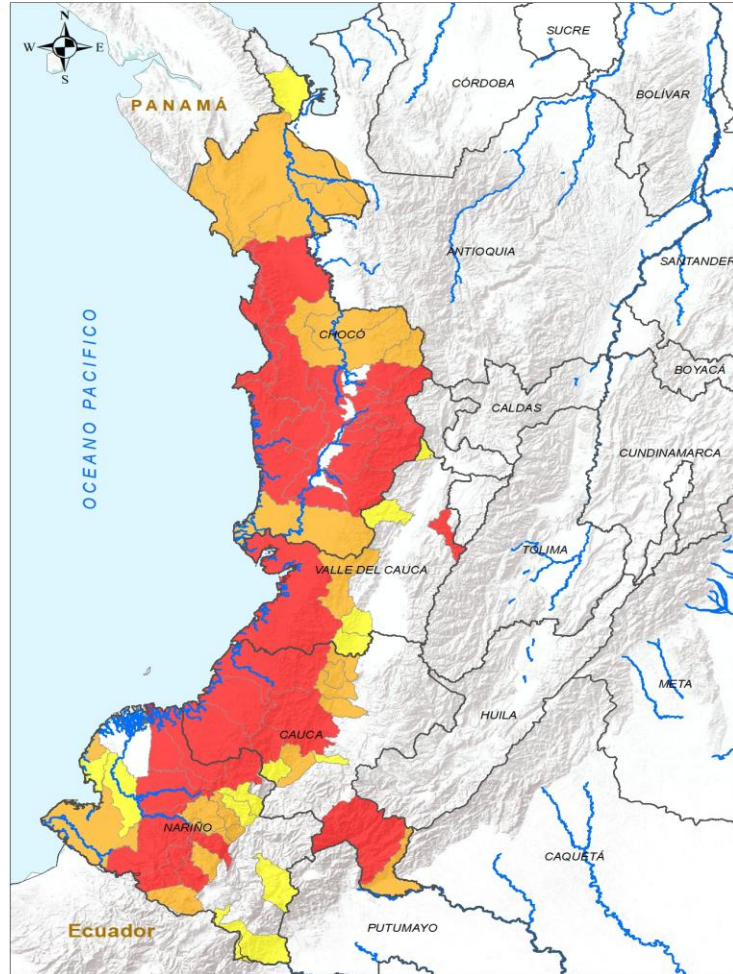 N
W E
S
SUCRE
CÓRDOBA
BOLÍVAR
PANAMÁ
ANTIOQUIA
SANTANDER
CHOCÓ
BOYACÁ
CALDAS
OCEANO PACIFICO
CUNDINAMARCA
TOLIMA
VALLE DEL CAUCA
META
HUILA
CAUCA
NARIÑO
CAQUETÁ
PUTUMAYO
Ecuador